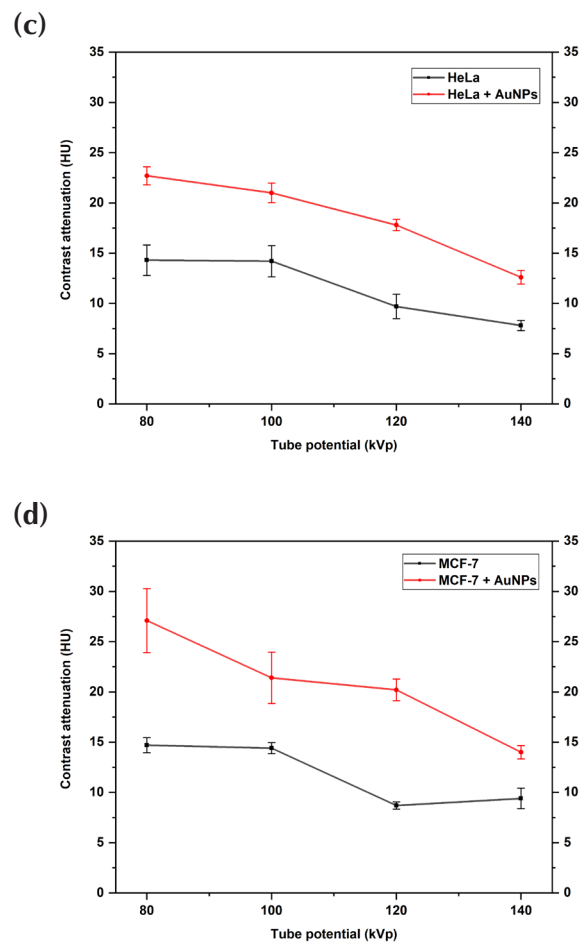 (c)
HeLa
HeLa + AuNPs
Contrast attenuation (HU)
35 35
30 30
25 25
20 20
15 15
10 10
5 5
0 0
80 100 120 140
Tube potential (kVp)
(d)
MCF-7
MCF-7 + AuNPs
Contrast attenuation (HU)
35 35
30 30
25 25
20 20
15 15
10 10
5 5
0 0
80 100 120 140
Tube potential (kVp)